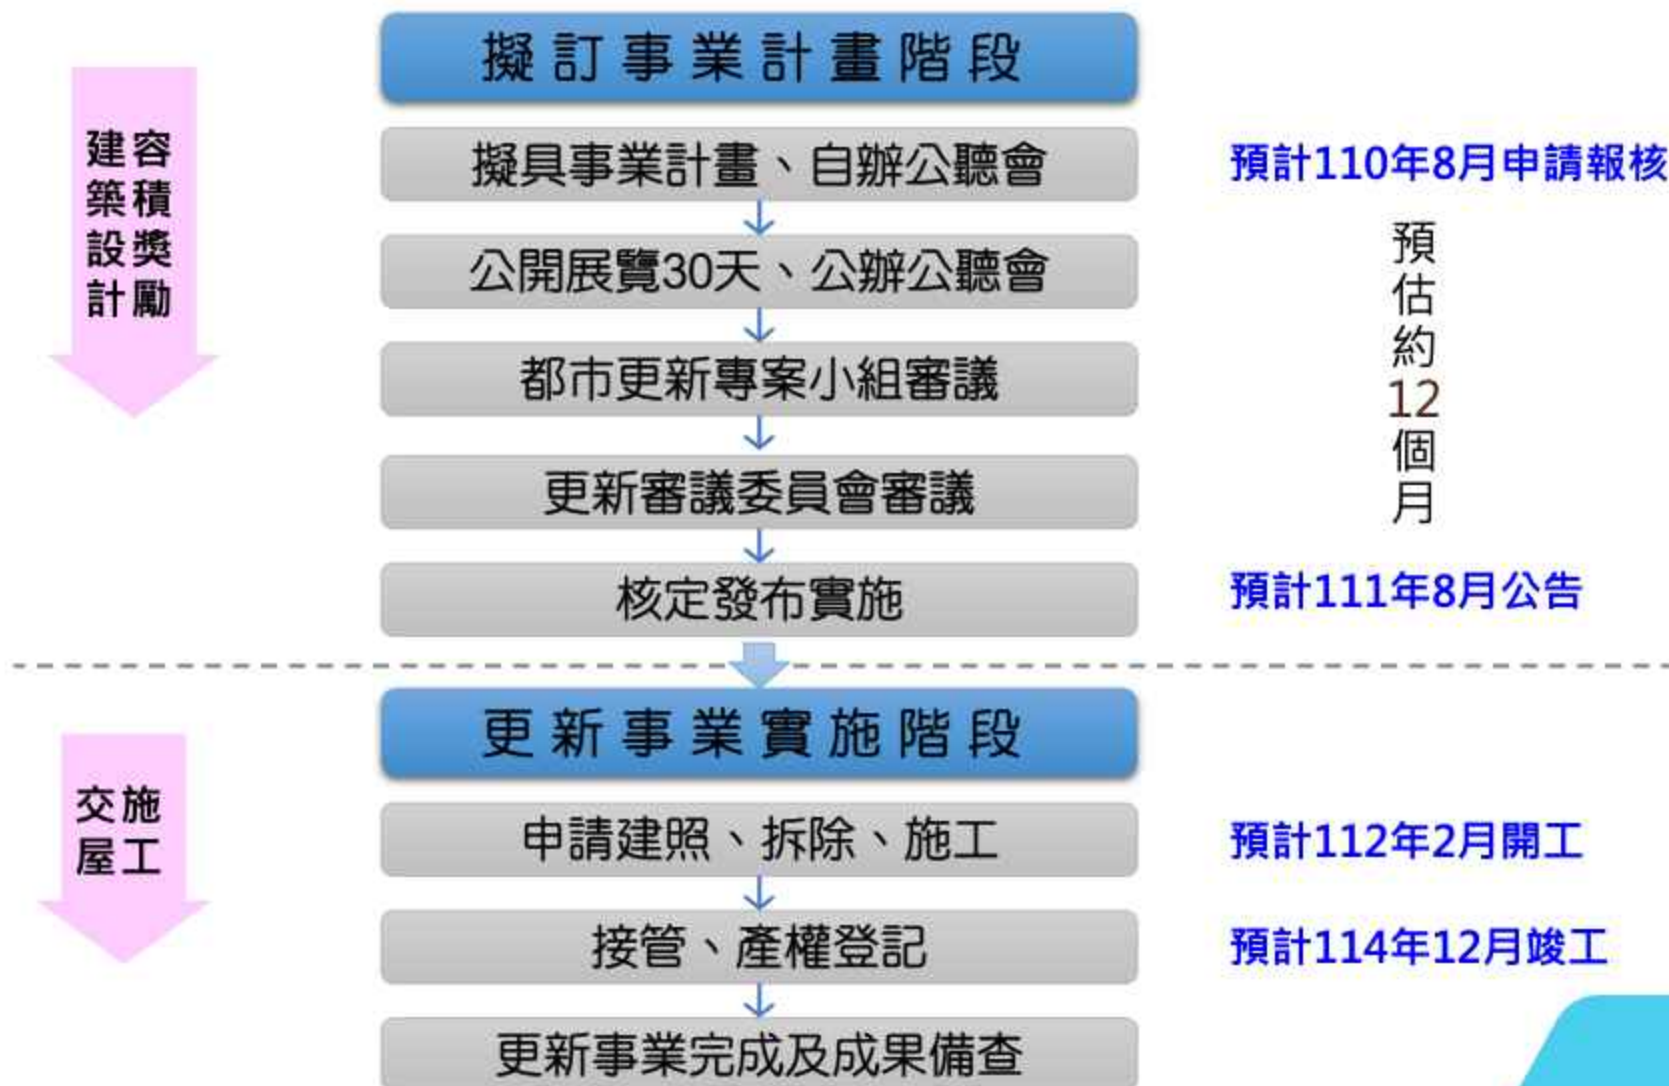 擬訂事業計畫階段
容積獎勵
建築設計
擬具事業計畫、自辦公聽會
預計110年8月申請報核
公開展覽30天、公辦公聽會
都市更新專案小組審議
預估約12個月
更新審議委員會審議
核定發布實施
預計111年8月公告
更新事業實施階段
施工
交屋
申請建照、拆除、施工
預計112年2月開工
接管、產權登記
預計114年12月竣工
更新事業完成及成果備查